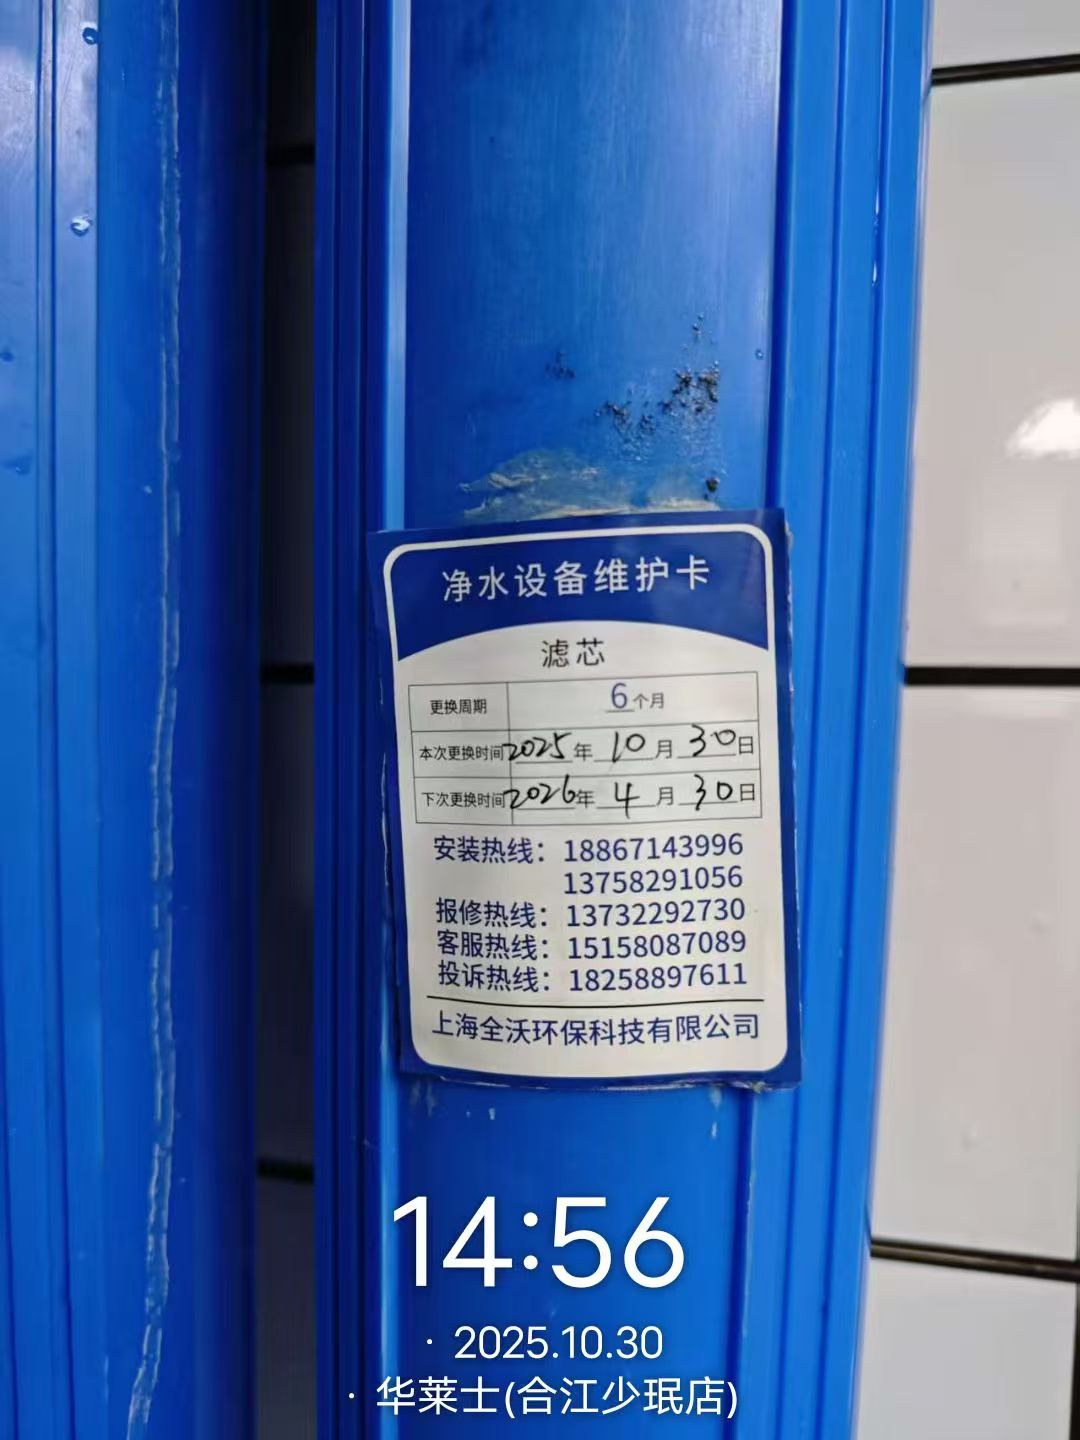 净水设备维护卡
滤芯
更换周期 6个月
本次更换时间 2025年10月30日
下次更换时间 2026年4月30日
安装热线：18867143996
13758291056
报修热线：13732292730
客服热线：15158087089
投诉热线：18258897611
上海全沃环保科技有限公司
14:56
· 2025.10.30
· 华莱士(合江少珉店)